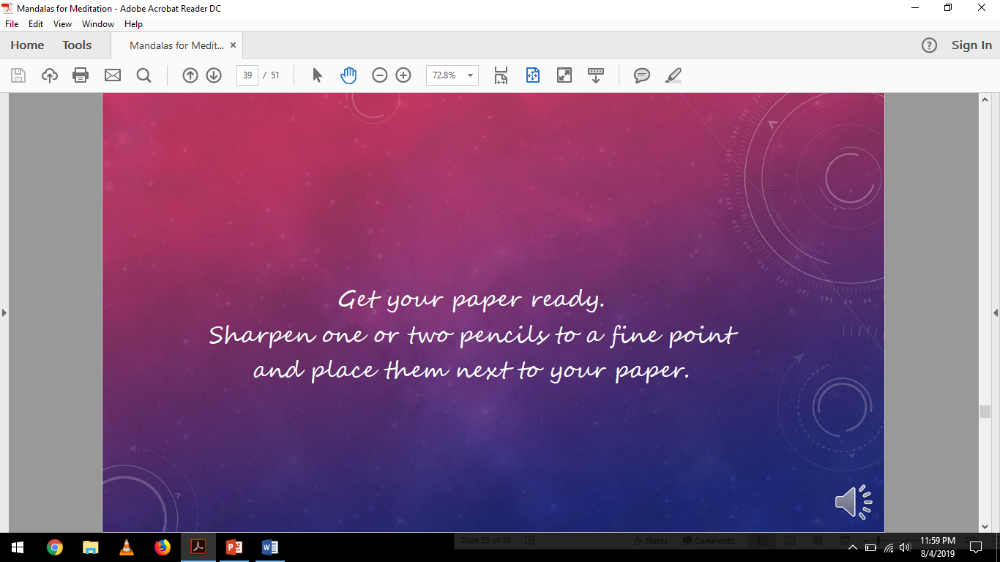 Mandalas for Meditation - Adobe Acrobat Reader DC
File Edit View Window Help
Home Tools Mandalas for Medit... × Sign In
39 / 51 72.8%
Get your paper ready.
Sharpen one or two pencils to a fine point
and place them next to your paper.
Slide 35 of 36 Notes Comments
11:59 PM
8/4/2019